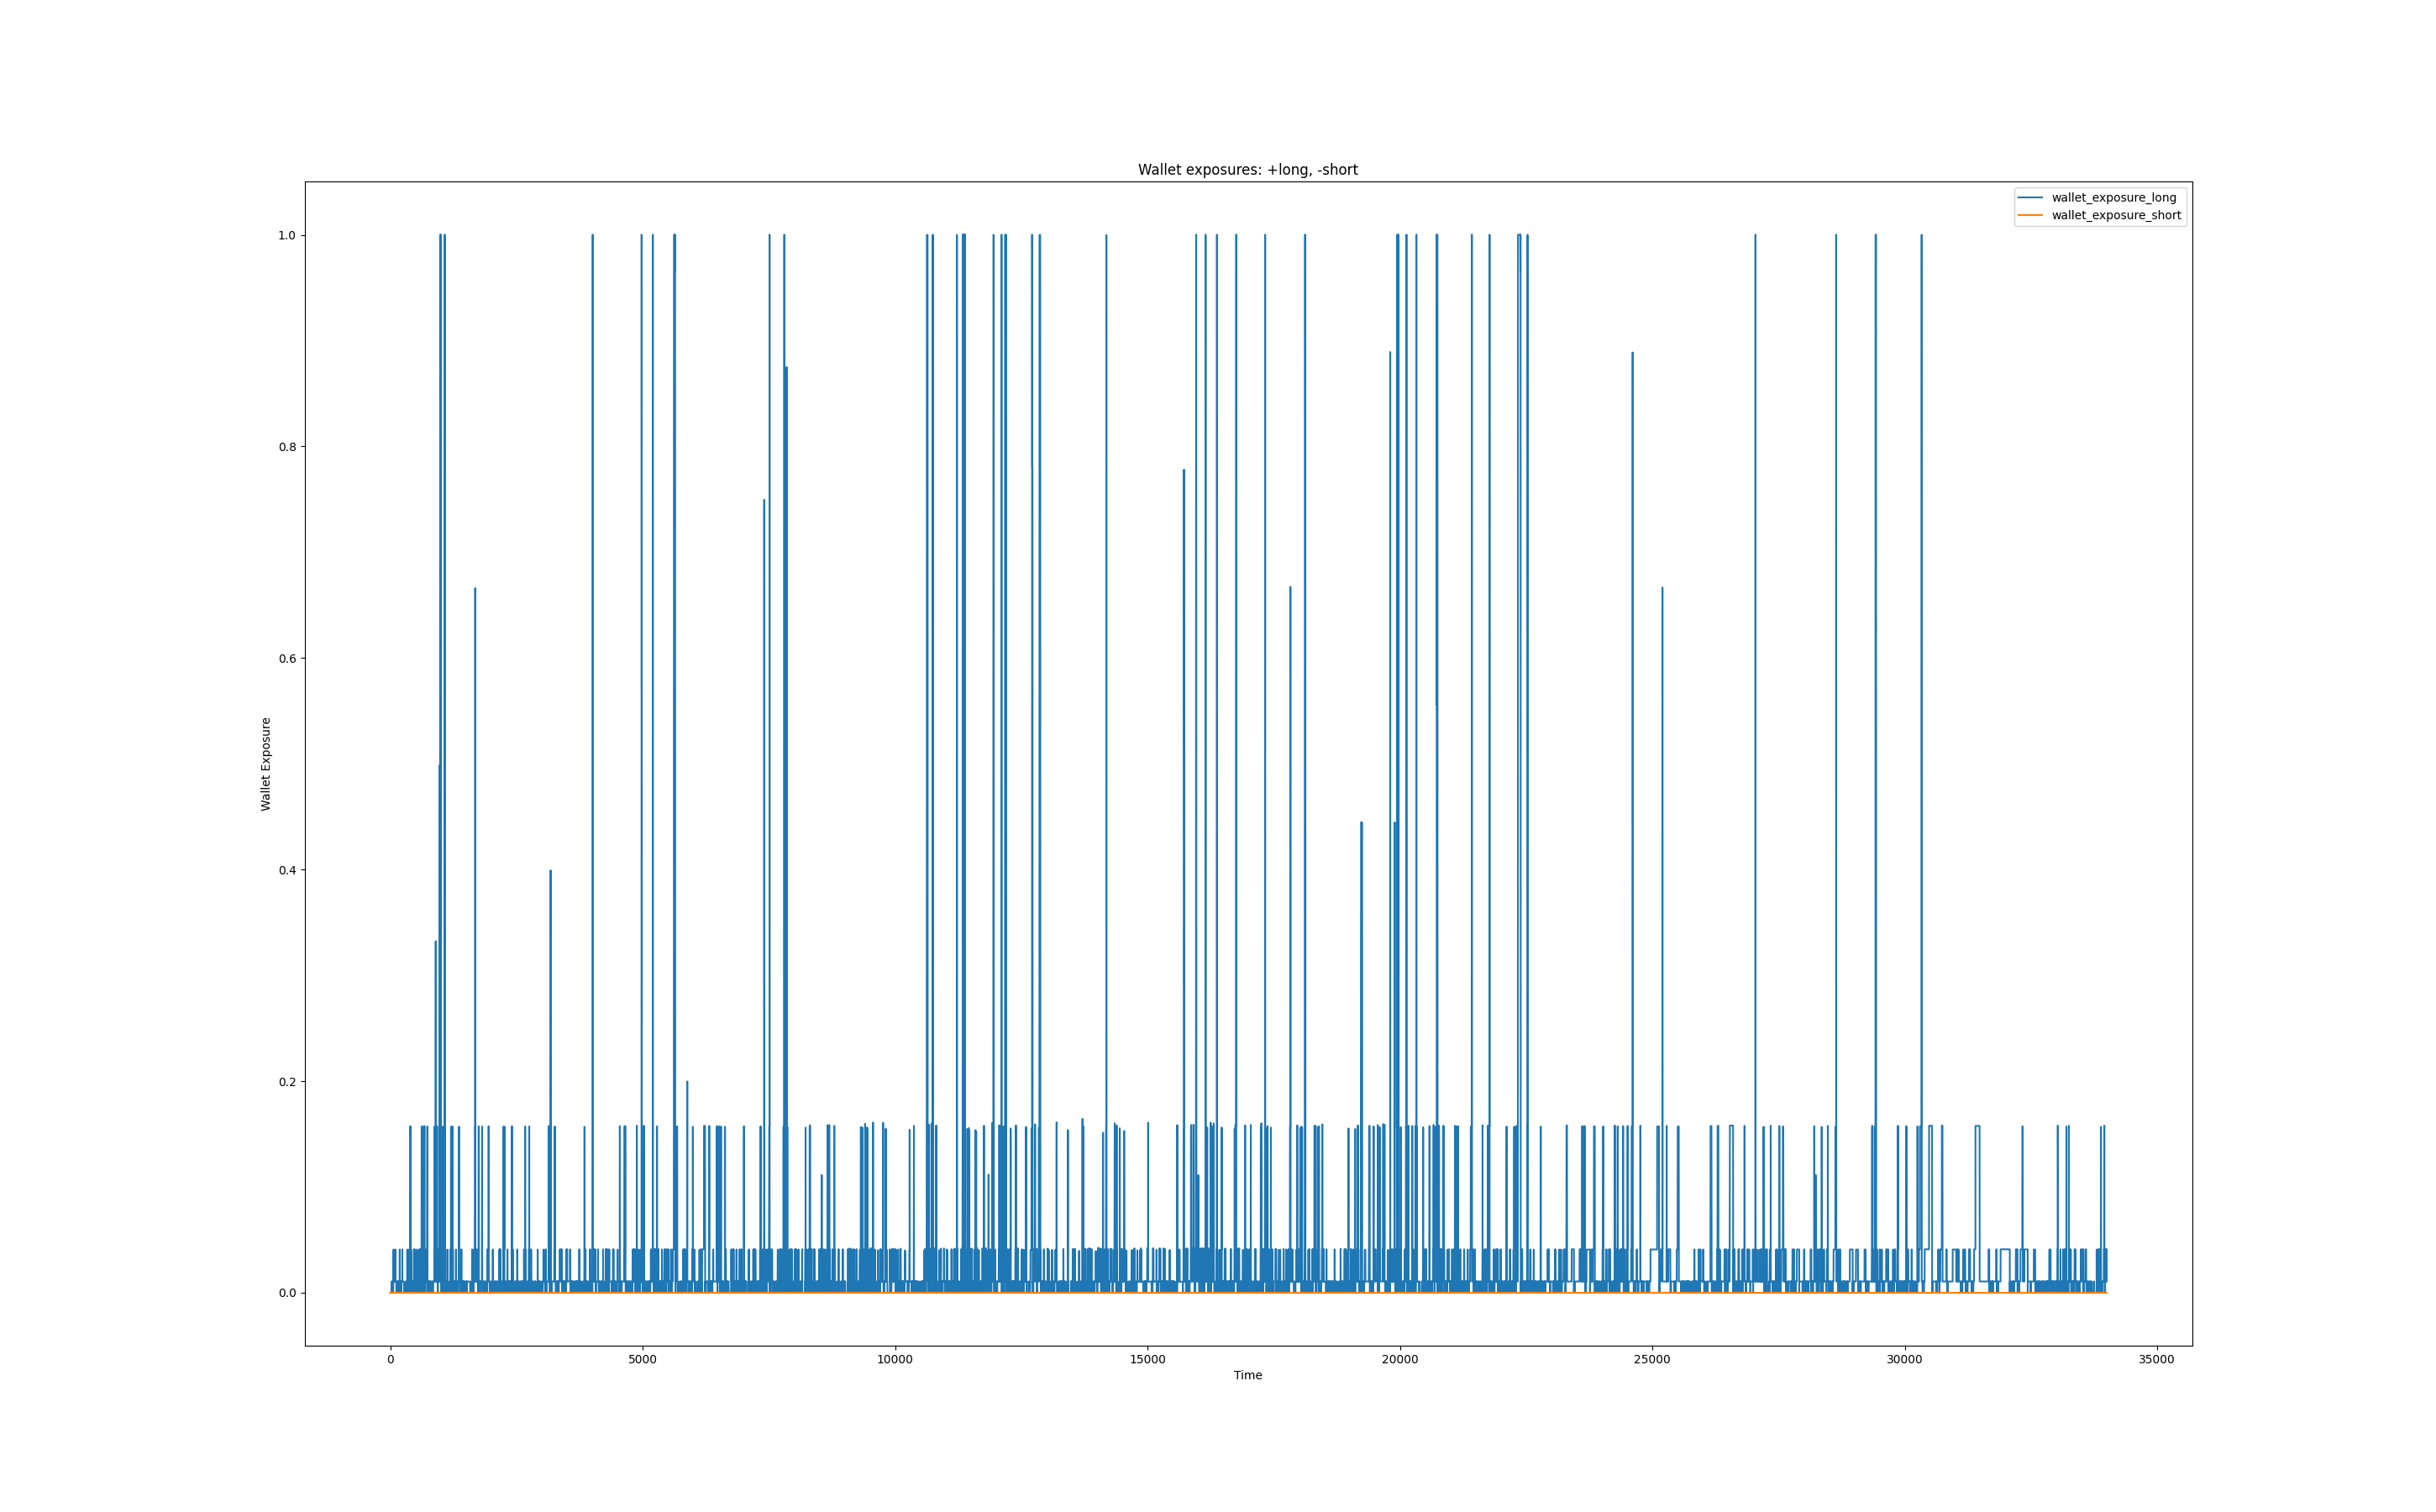 Wallet exposures: +long, -short
wallet_exposure_long
wallet_exposure_short
1.0
0.8
0.6
0.4
0.2
0.0
Wallet Exposure
0 5000 10000 15000 20000 25000 30000 35000
Time